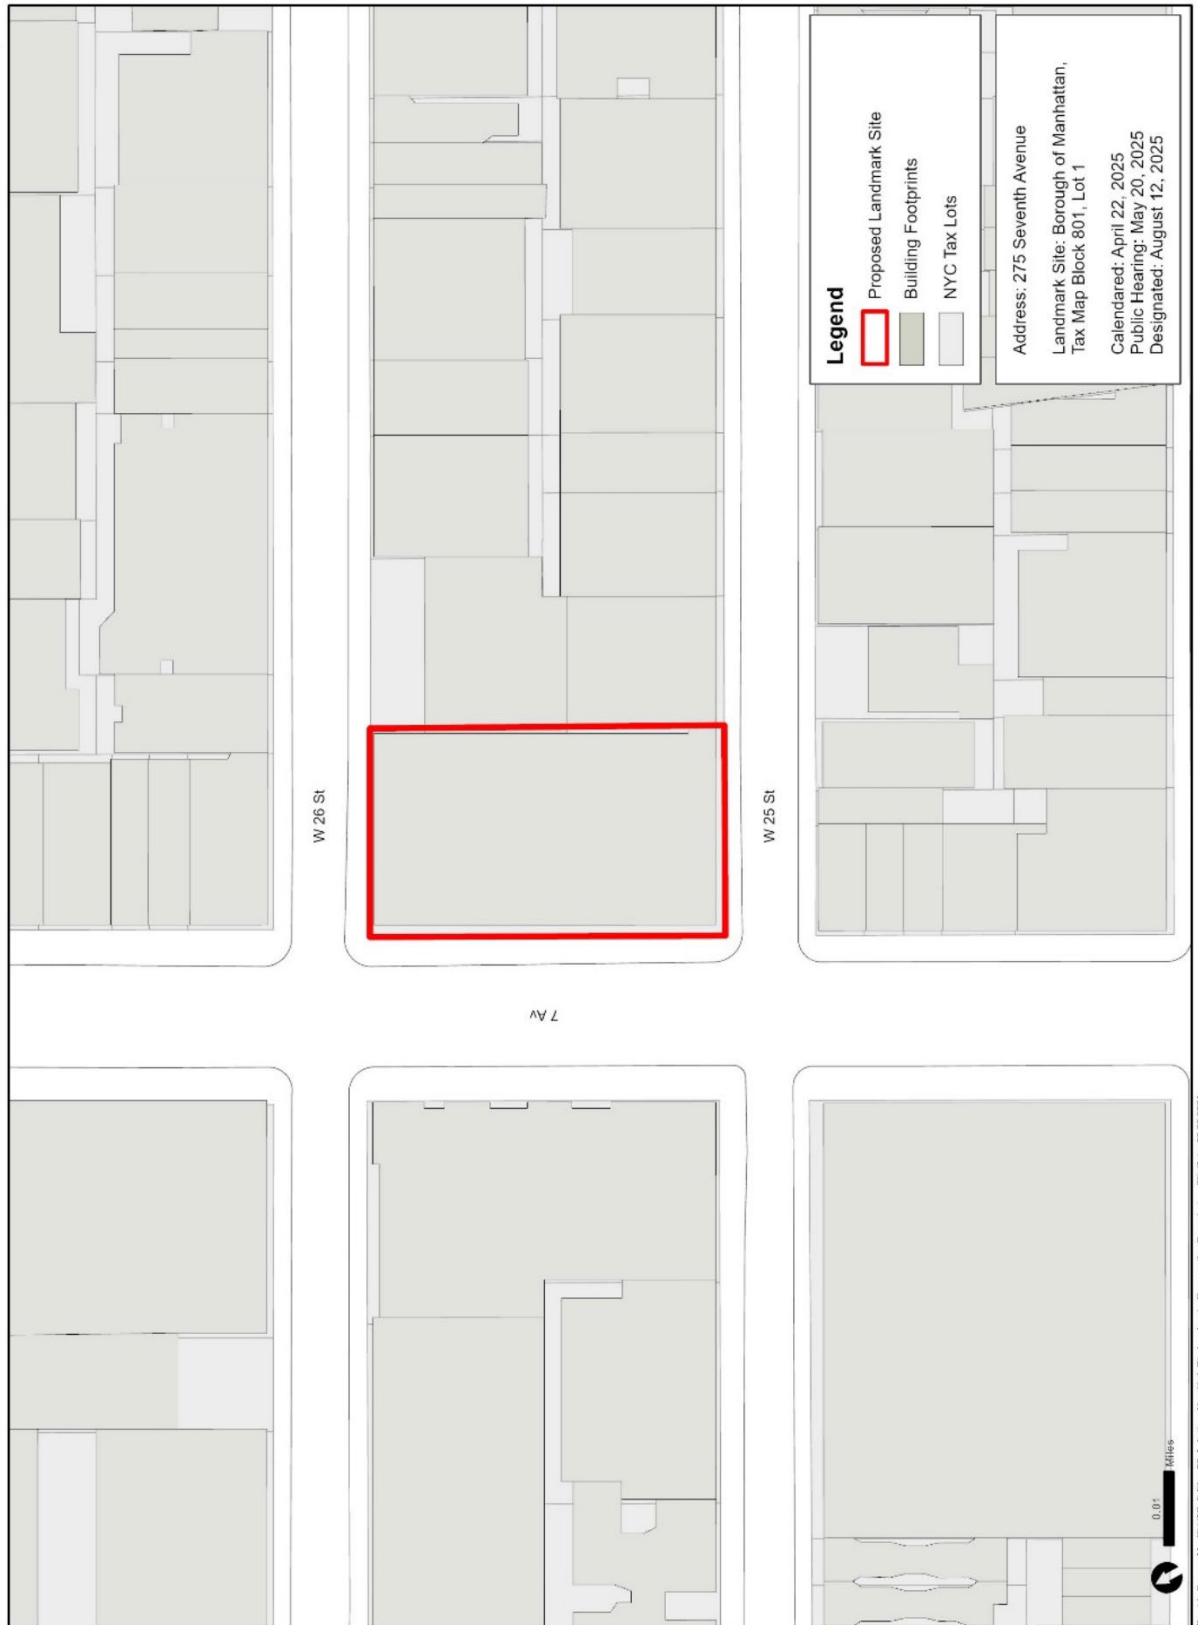 W 26 St
W 25 St
7 Av
Legend
Proposed Landmark Site
Building Footprints
NYC Tax Lots
Address: 275 Seventh Avenue
Landmark Site: Borough of Manhattan,
Tax Map Block 801, Lot 1
Calendared: April 22, 2025
Public Hearing: May 20, 2025
Designated: August 12, 2025
0.01
Miles